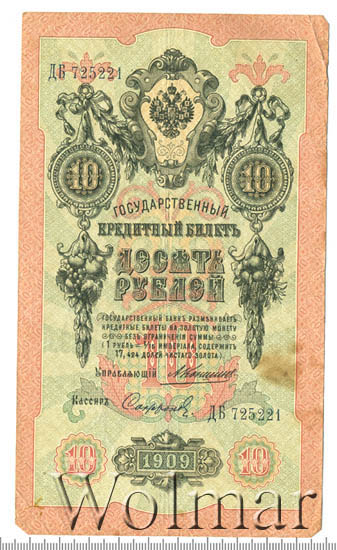 ДБ 725221
10 10
ГОСУДАРСТВЕННЫЙ
КРЕДИТНЫЙ БИЛЕТЪ
ДЕСЯТЬ
РУБЛЕЙ
ГОСУДАРСТВЕННЫЙ БАНКЪ РАЗМѢНИВАЕТЪ
КРЕДИТНЫЕ БИЛЕТЫ НА ЗОЛОТУЮ МОНЕТУ
БЕЗЪ ОГРАНИЧЕНІЯ СУММЫ
(1 РУБЛЬ = 1/15 ИМПЕРІАЛА, СОДЕРЖИТЪ
17,424 ДОЛЕЙ ЧИСТАГО ЗОЛОТА)
10
Управляющій
Кассиръ
ДБ 725221
10 1909 10
Wolmar